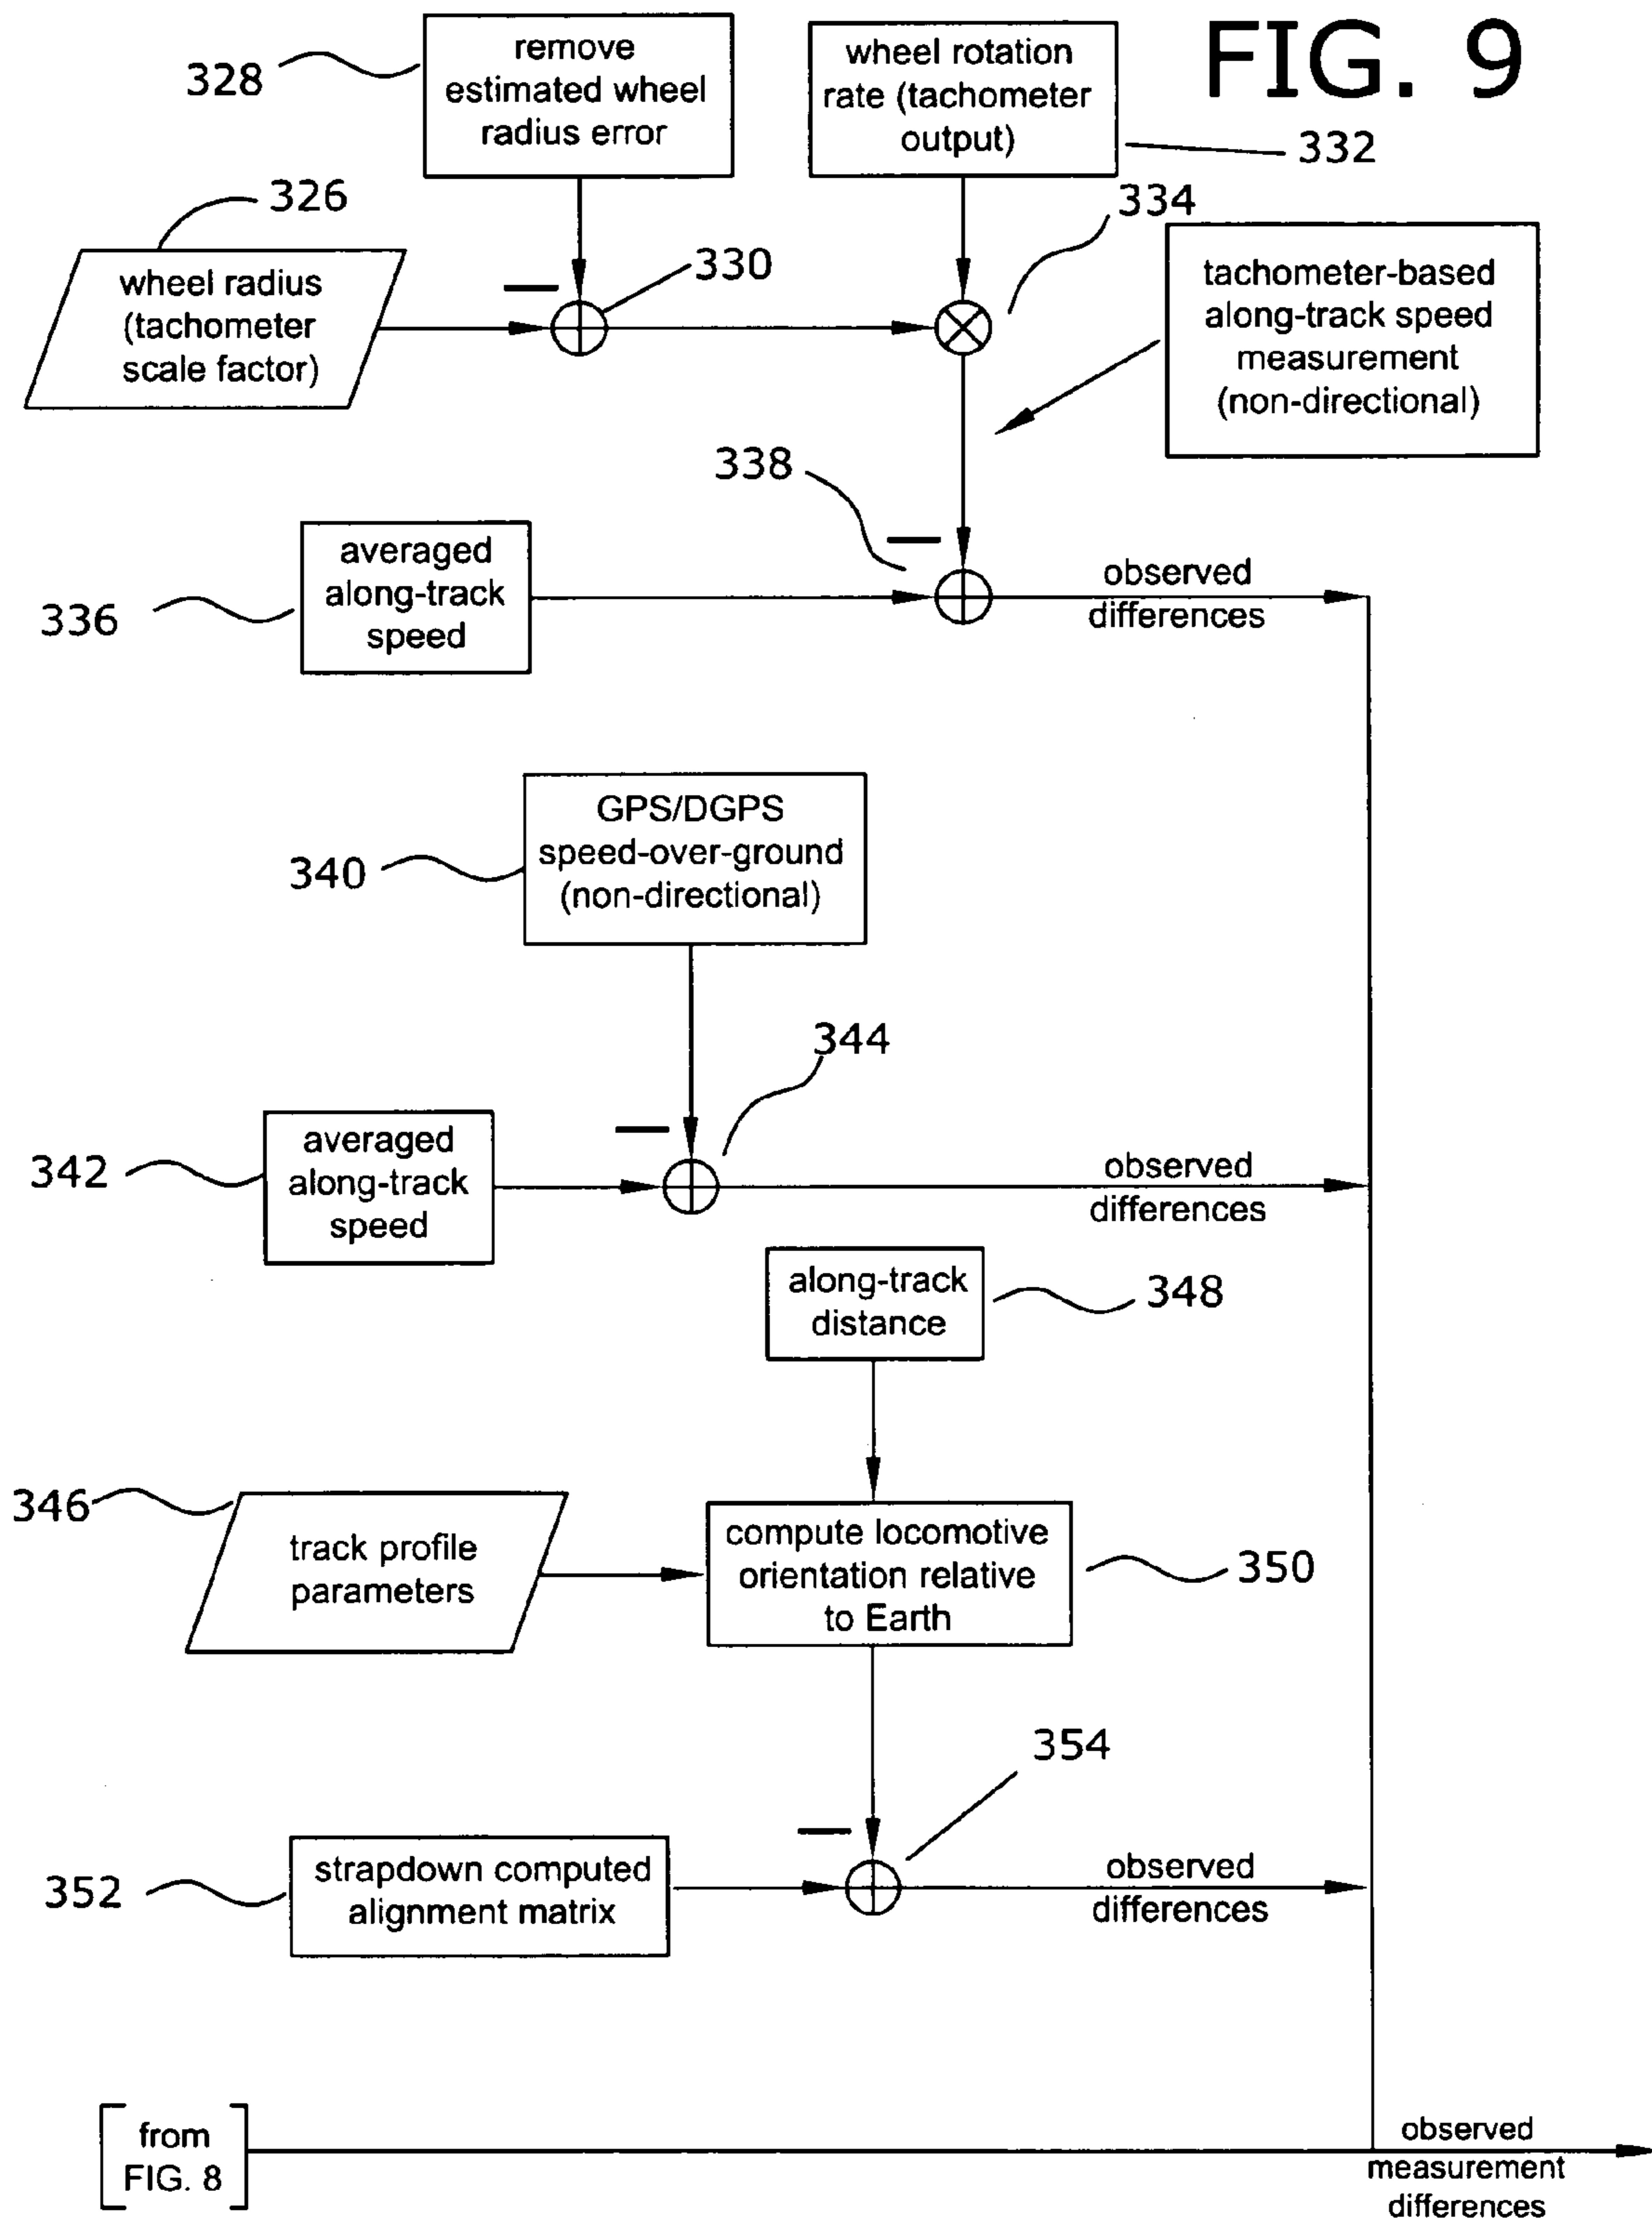 FIG. 9
328
remove
estimated wheel
radius error
wheel rotation
rate (tachometer
output)
332
326
334
wheel radius
(tachometer
scale factor)
330
tachometer-based
along-track speed
measurement
(non-directional)
338
336
averaged
along-track
speed
observed
differences
340
GPS/DGPS
speed-over-ground
(non-directional)
344
342
averaged
along-track
speed
observed
differences
along-track
distance
348
346
track profile
parameters
compute locomotive
orientation relative
to Earth
350
354
352
strapdown computed
alignment matrix
observed
differences
from
FIG. 8
observed
measurement
differences